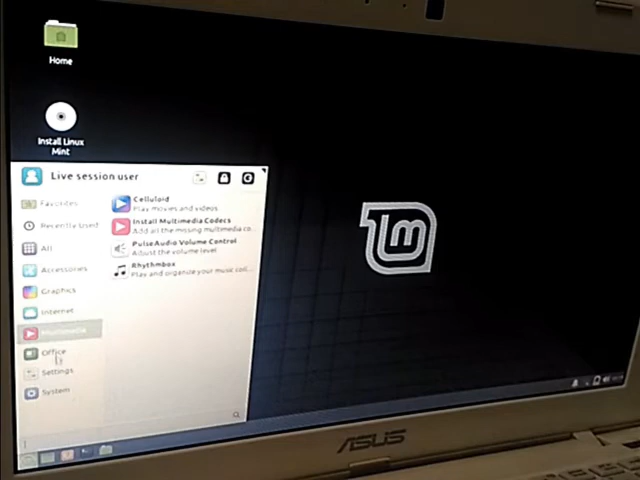 Home
Install Linux
Mint
Live session user
Favorites
Recently Used
All
Accessories
Graphics
Internet
Multimedia
Office
Settings
System
Celluloid
Play movies and videos
Install Multimedia Codecs
Add all the missing multimedia co...
PulseAudio Volume Control
Adjust the volume level
Rhythmbox
Play and organize your music coll...
lm
ASUS